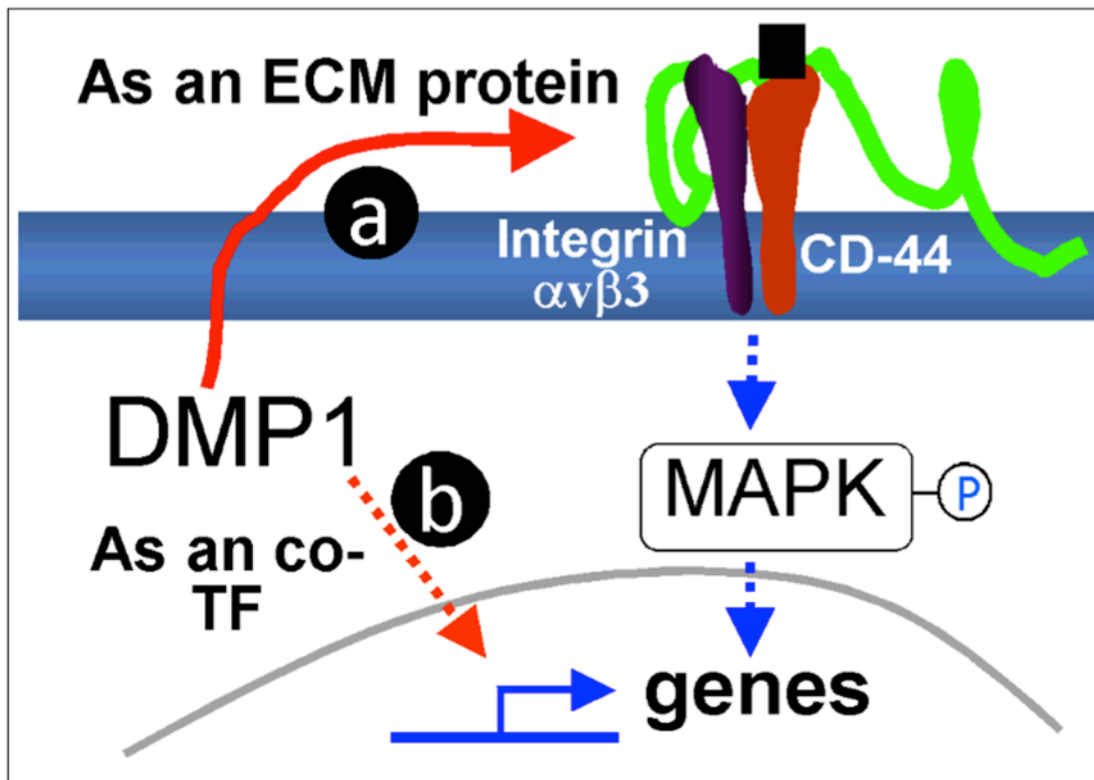 As an ECM protein
a
Integrin
αvβ3
CD-44
DMP1
b
MAPK
P
As an co-
TF
genes